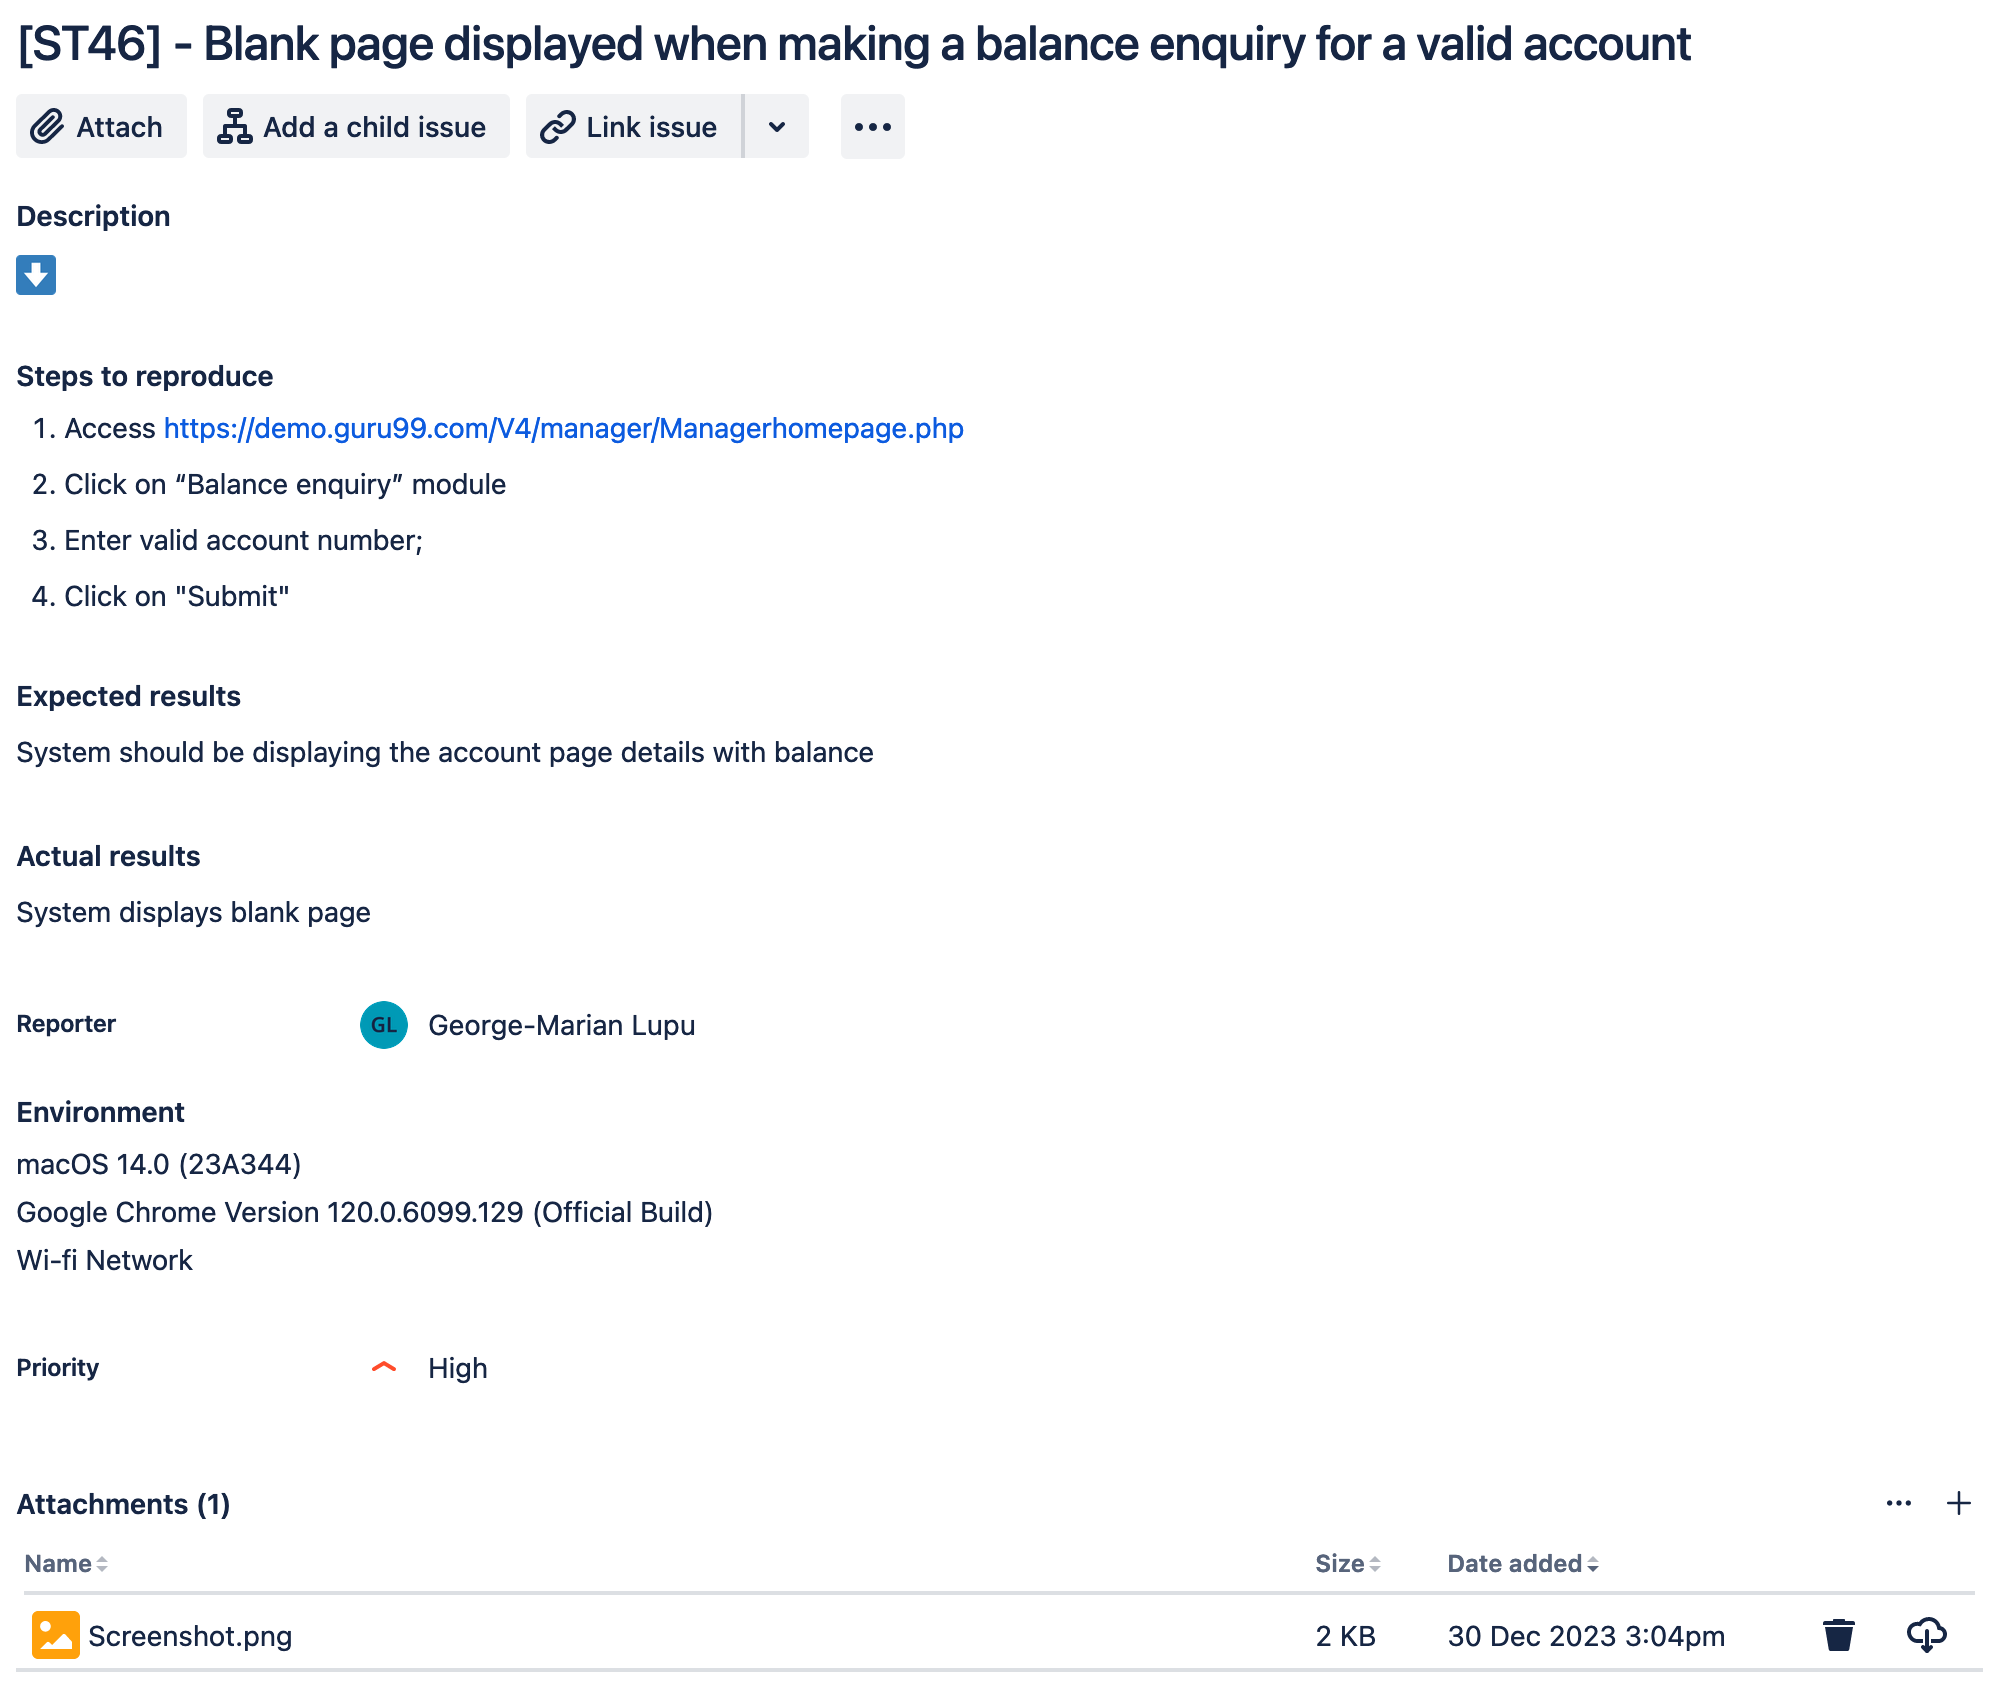 [ST46] - Blank page displayed when making a balance enquiry for a valid account
Attach
Add a child issue
Link issue
Description
Steps to reproduce
1. Access https://demo.guru99.com/V4/manager/Managerhomepage.php
2. Click on “Balance enquiry” module
3. Enter valid account number;
4. Click on "Submit"
Expected results
System should be displaying the account page details with balance
Actual results
System displays blank page
Reporter GL George-Marian Lupu
Environment
macOS 14.0 (23A344)
Google Chrome Version 120.0.6099.129 (Official Build)
Wi-fi Network
Priority High
Attachments (1)
Name Size Date added
Screenshot.png 2 KB 30 Dec 2023 3:04pm